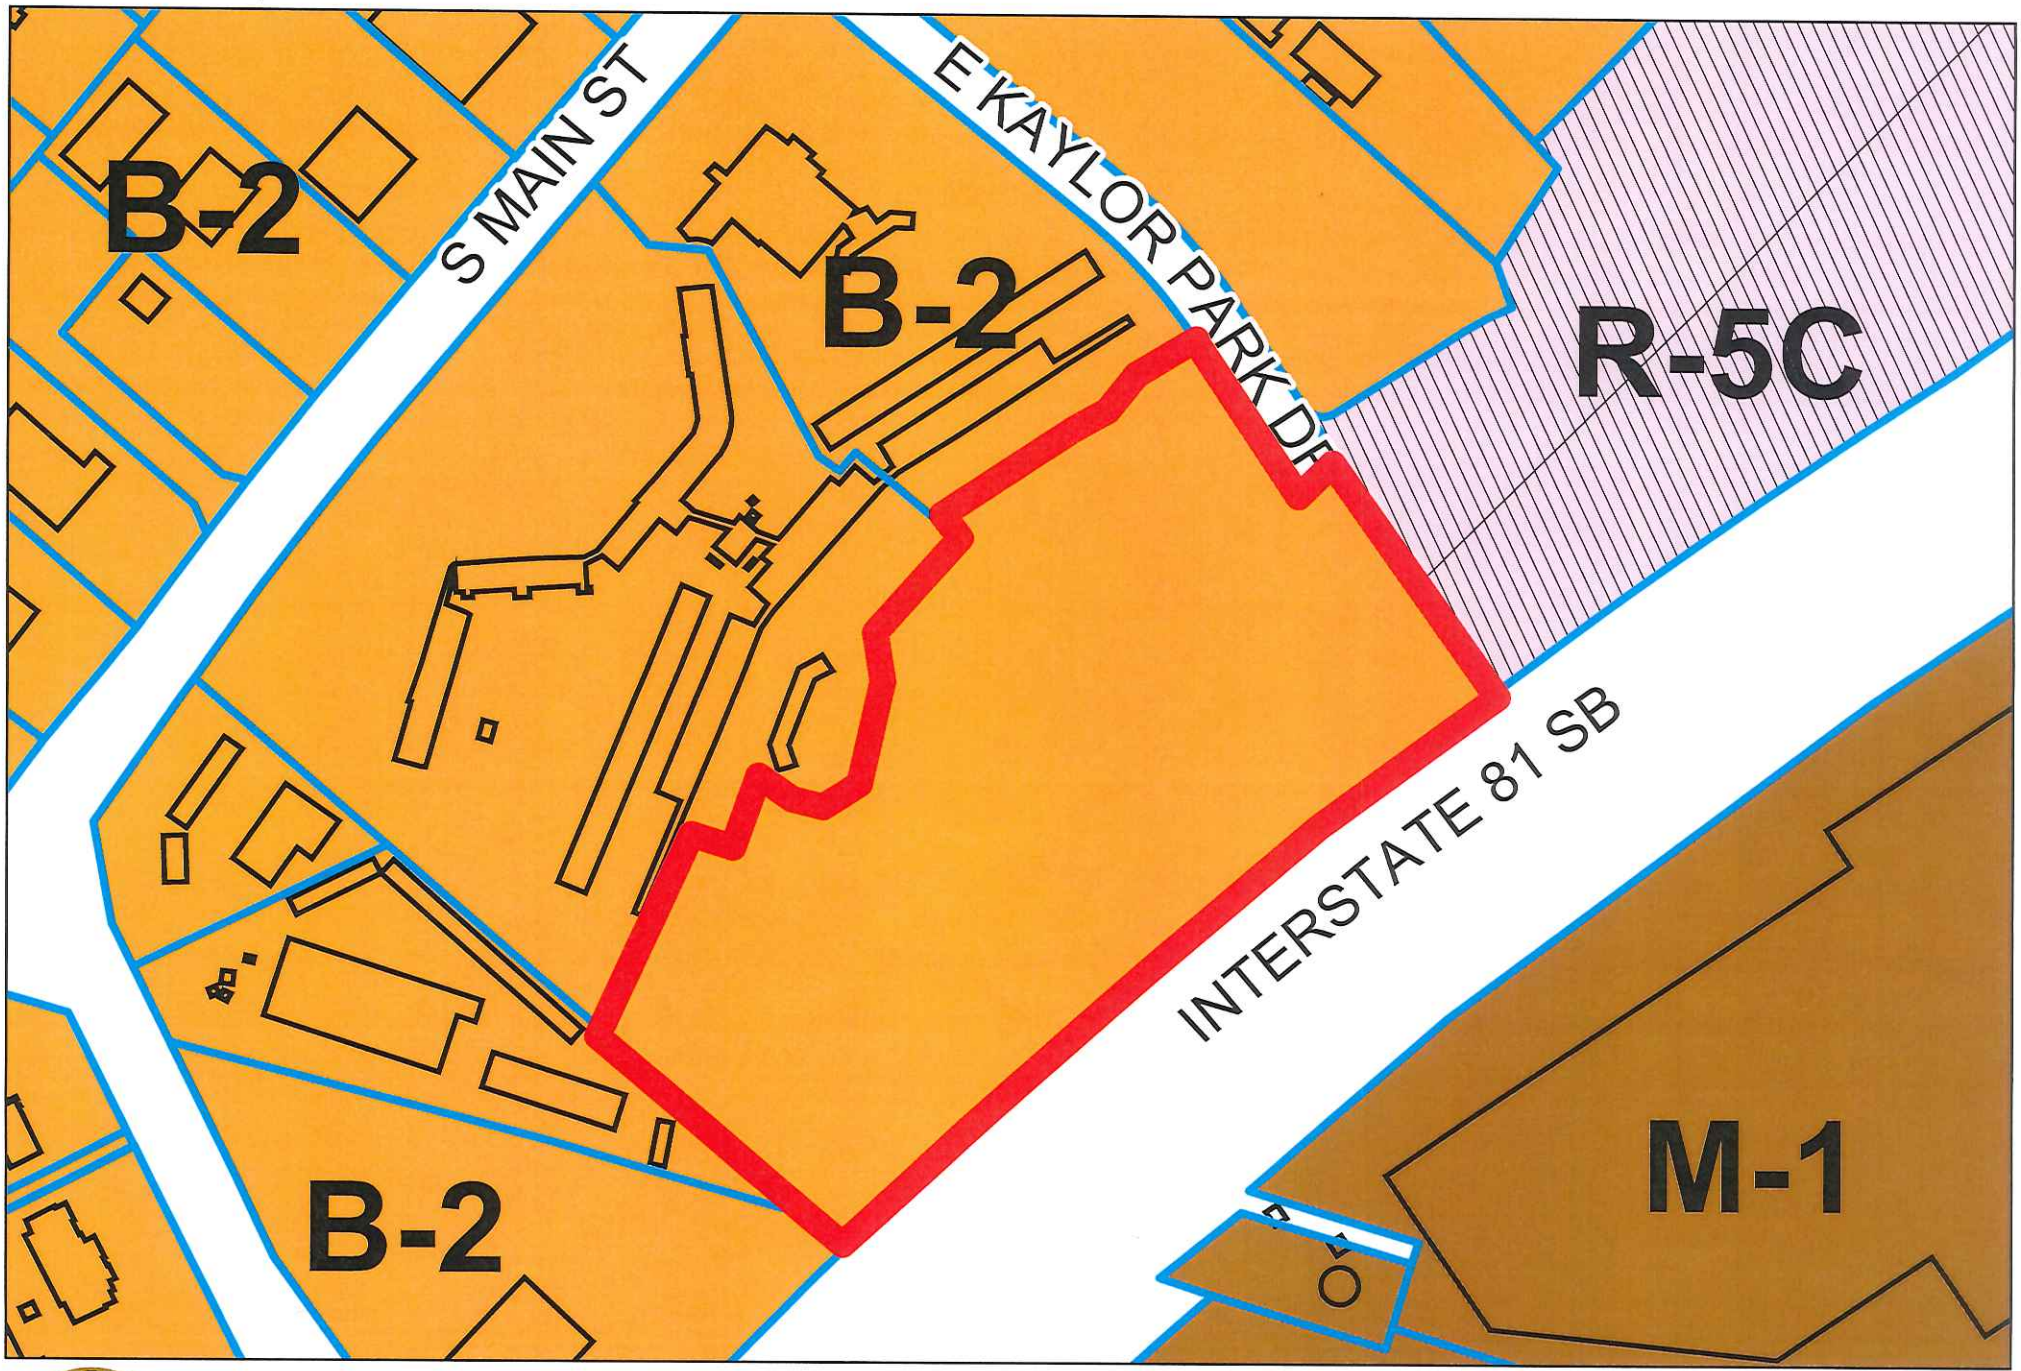 S MAIN ST
E KAYLOR PARK DR
B-2
B-2
R-5C
INTERSTATE 81 SB
M-1
B-2